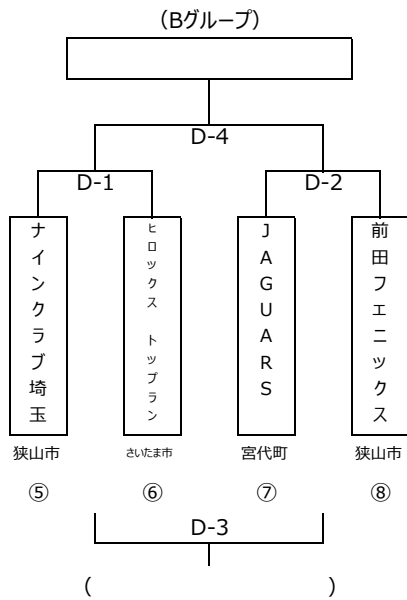 (Bグループ)
D-4
D-1
D-2
ナインクラブ埼玉
ヒロックス トップラン
JAGUARS
前田フェニックス
狭山市
さいたま市
宮代町
狭山市
⑤
⑥
⑦
⑧
D-3
( )